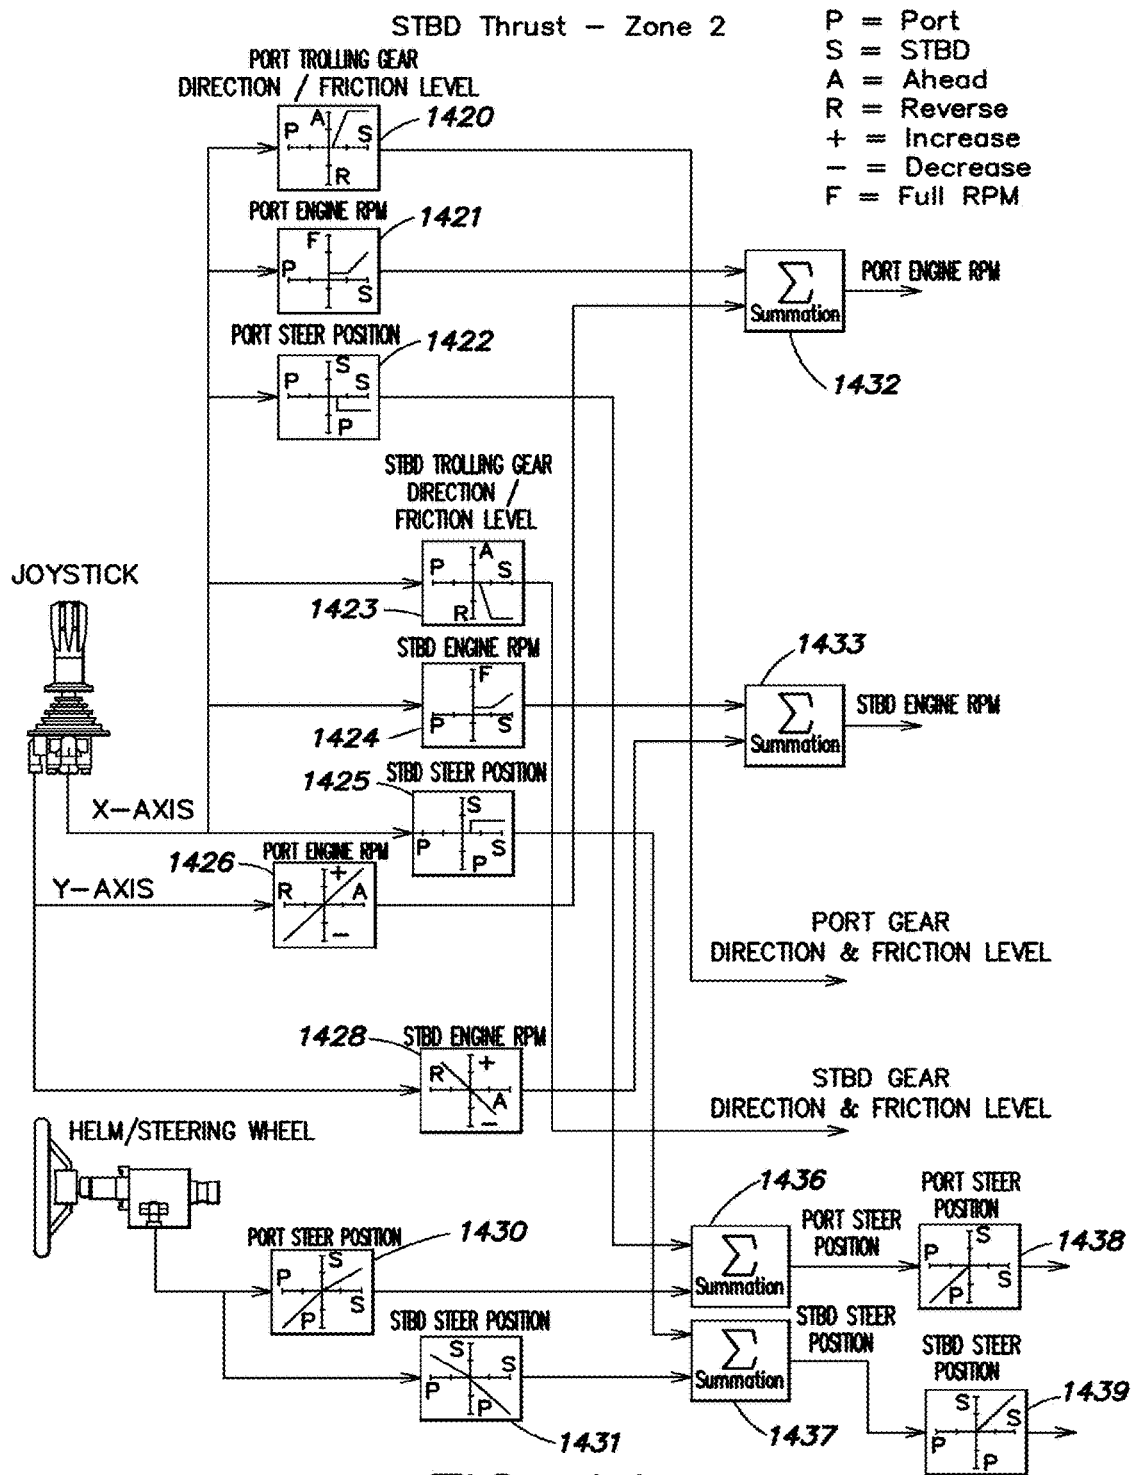 STBD Thrust - Zone 2
P = Port
S = STBD
A = Ahead
R = Reverse
+ = Increase
- = Decrease
F = Full RPM
PORT TROLLING GEAR
DIRECTION / FRICTION LEVEL
P A S R
1420
PORT ENGINE RPM
F P S
1421
PORT STEER POSITION
P S S P
1422
Σ
Summation
PORT ENGINE RPM
1432
STBD TROLLING GEAR
DIRECTION /
FRICTION LEVEL
P A S R
1423
JOYSTICK
STBD ENGINE RPM
F P S
1424
1433
Σ
Summation
STBD ENGINE RPM
STBD STEER POSITION
1425
S P S P
X-AXIS
PORT ENGINE RPM
1426
R + A -
Y-AXIS
PORT GEAR
DIRECTION & FRICTION LEVEL
STBD ENGINE RPM
1428
R + A -
STBD GEAR
DIRECTION & FRICTION LEVEL
HELM/STEERING WHEEL
PORT STEER POSITION
1430
P S S P
STBD STEER POSITION
S S P P
1431
1436
Σ
Summation
PORT STEER
POSITION
PORT STEER
POSITION
P S S P
1438
Σ
Summation
1437
STBD STEER
POSITION
STBD STEER
POSITION
S S P P
1439